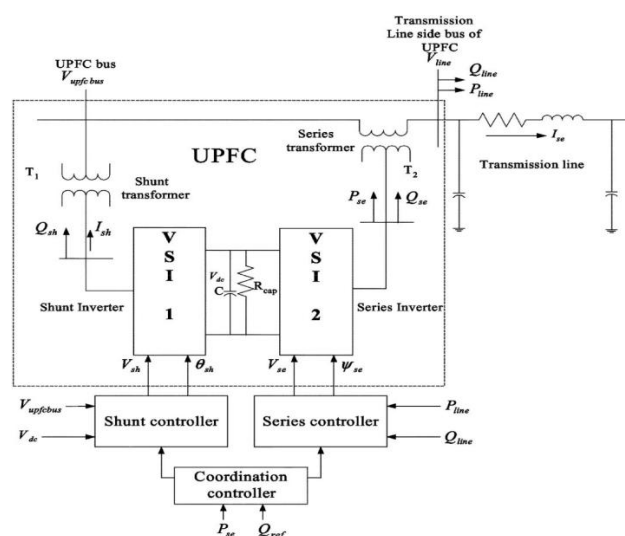 Transmission
Line side bus of
UPFC
V_line
UPFC bus
V_upfcbus
Q_line
P_line
Series
transformer
I_se
UPFC
T_1
T_2
Transmission line
Shunt
transformer
P_se
Q_se
Q_sh
I_sh
V
S
I
1
V_dc
C
R_cap
V
S
I
2
Shunt Inverter
Series Inverter
V_sh
θ_sh
V_se
ψ_se
V_upfcbus
V_dc
Shunt controller
Series controller
P_line
Q_line
Coordination
controller
P_se
Q_ref